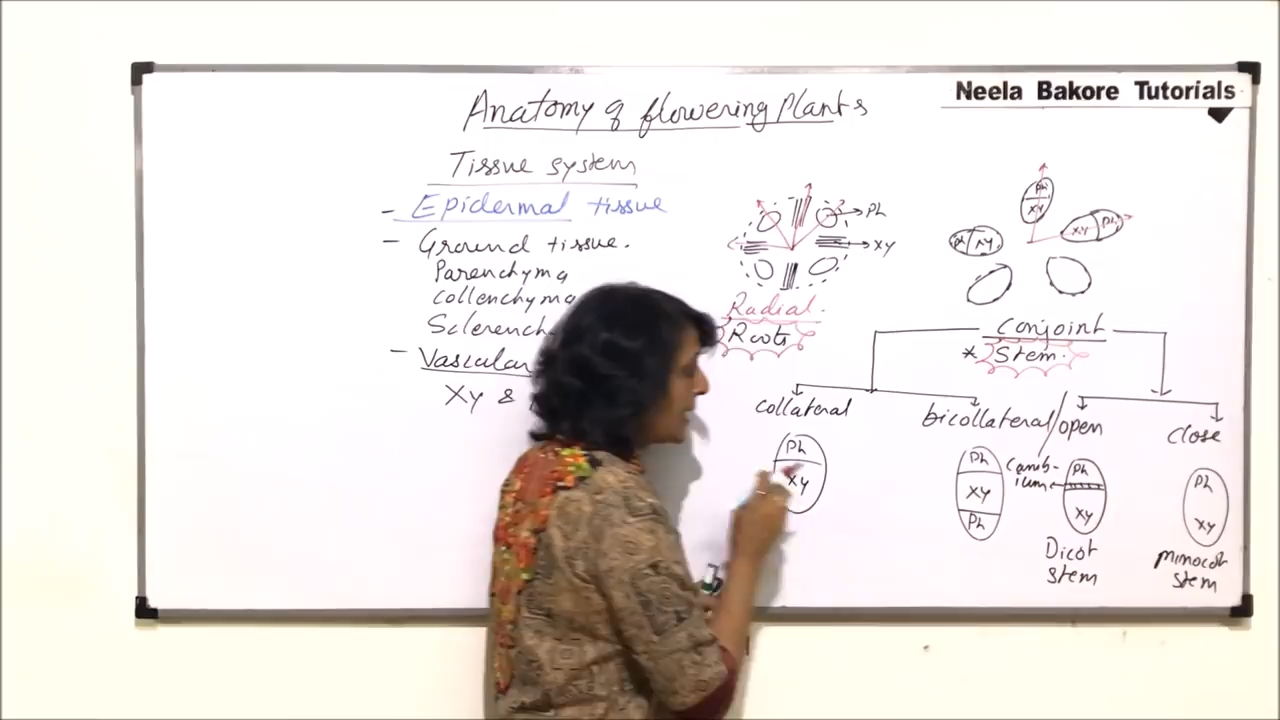 Neela Bakore Tutorials
Anatomy of flowering Plants
Tissue system
- Epidermal tissue
- Ground tissue.
Parenchyma
Collenchyma
Sclerench
- Vascular
Xy &
Ph
XY
Radial.
Roots
Ph
XY
XY Ph
Ph XY
Conjoint
* Stem.
collateral
bicollateral
open
close
Ph
XY
Ph
XY
Ph
Camb-
ium
Ph
XY
Dicot
stem
Ph
XY
Monocot
stem